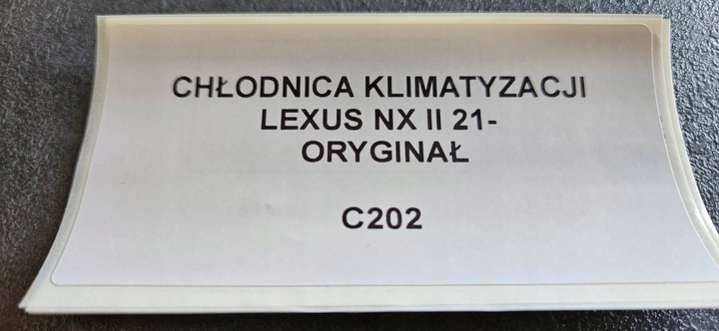 CHŁODNICA KLIMATYZACJI
LEXUS NX II 21-
ORYGINAŁ
C202